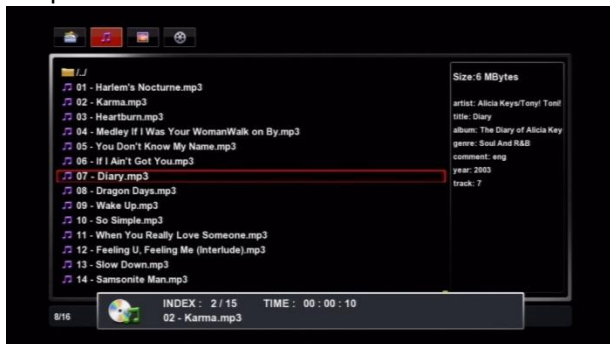 /../
01 - Harlem's Nocturne.mp3
02 - Karma.mp3
03 - Heartburn.mp3
04 - Medley If I Was Your WomanWalk on By.mp3
05 - You Don't Know My Name.mp3
06 - If I Ain't Got You.mp3
07 - Diary.mp3
08 - Dragon Days.mp3
09 - Wake Up.mp3
10 - So Simple.mp3
11 - When You Really Love Someone.mp3
12 - Feeling U, Feeling Me (Interlude).mp3
13 - Slow Down.mp3
14 - Samsonite Man.mp3
Size:6 MBytes
artist: Alicia Keys/Tony! Toni!
title: Diary
album: The Diary of Alicia Key
genre: Soul And R&B
comment: eng
year: 2003
track: 7
8/16
INDEX : 2 / 15 TIME : 00 : 00 : 10
02 - Karma.mp3